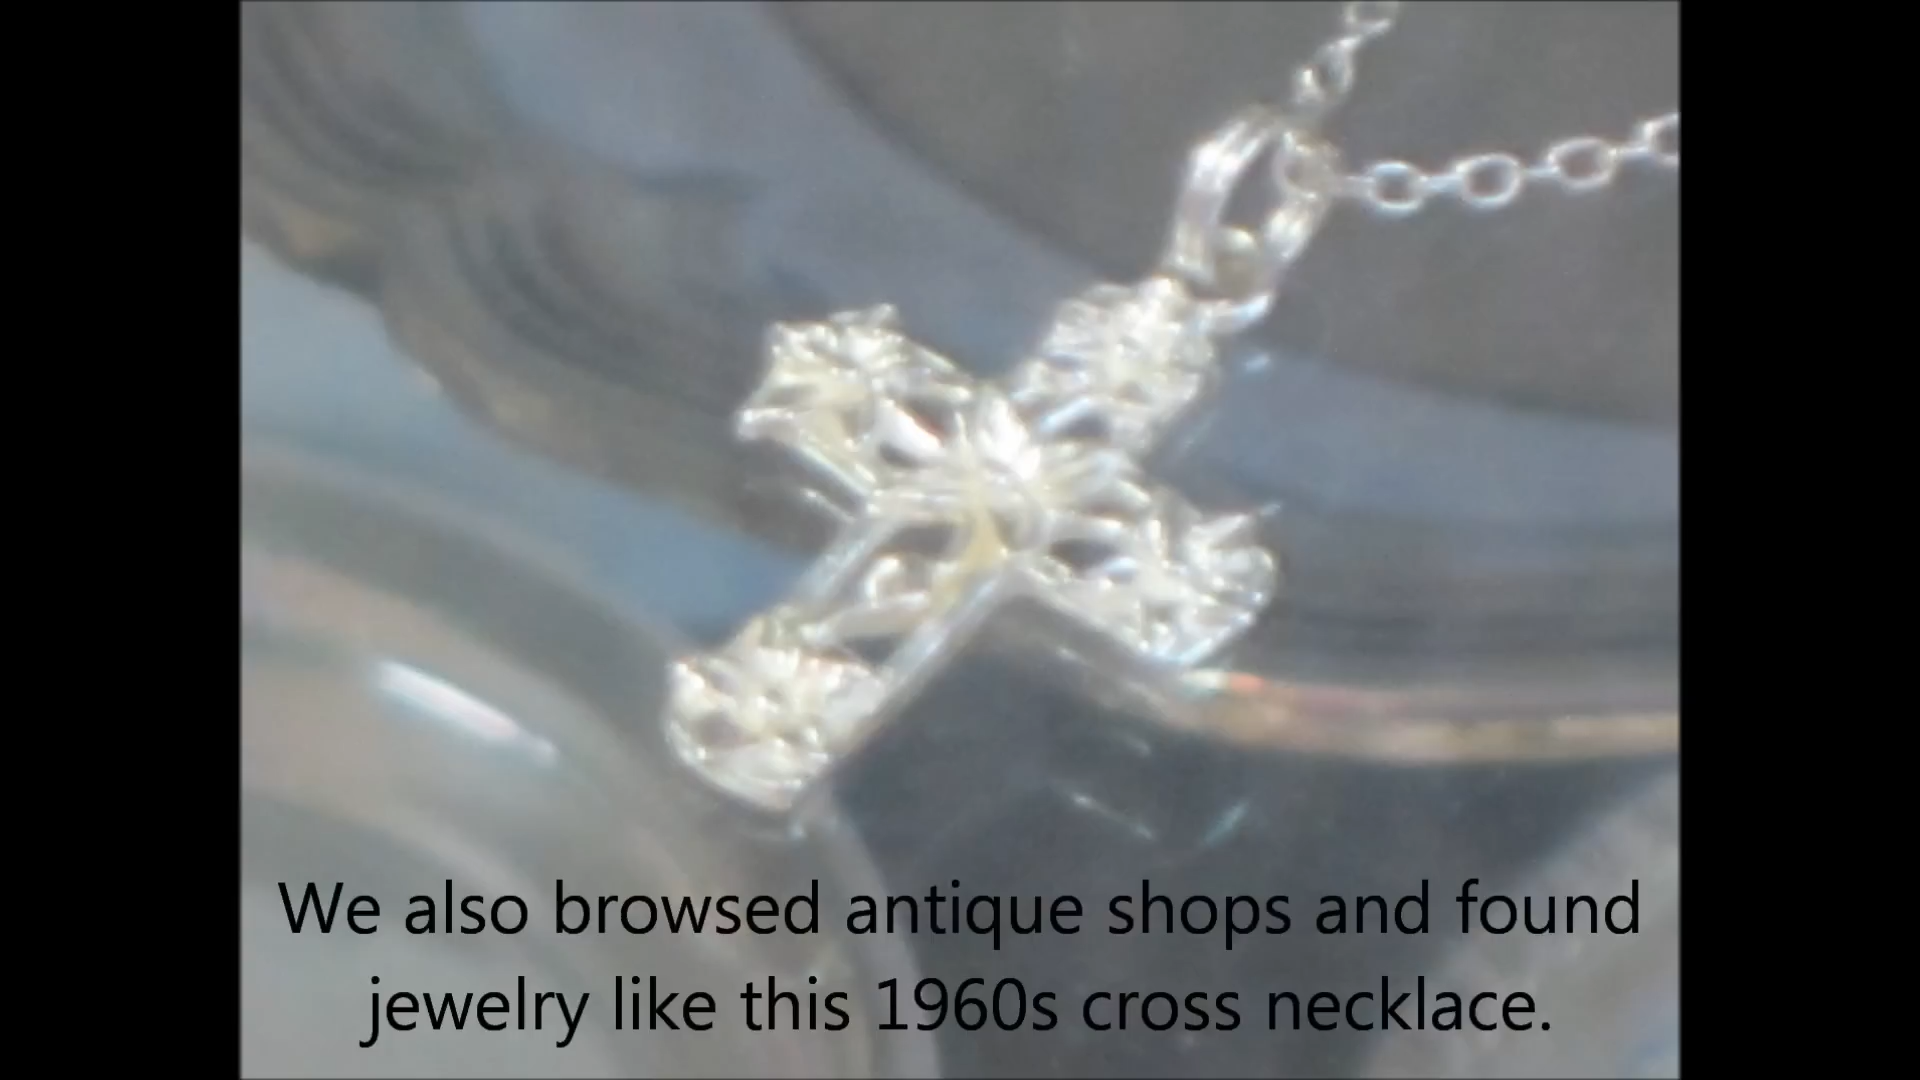 We also browsed antique shops and found
jewelry like this 1960s cross necklace.